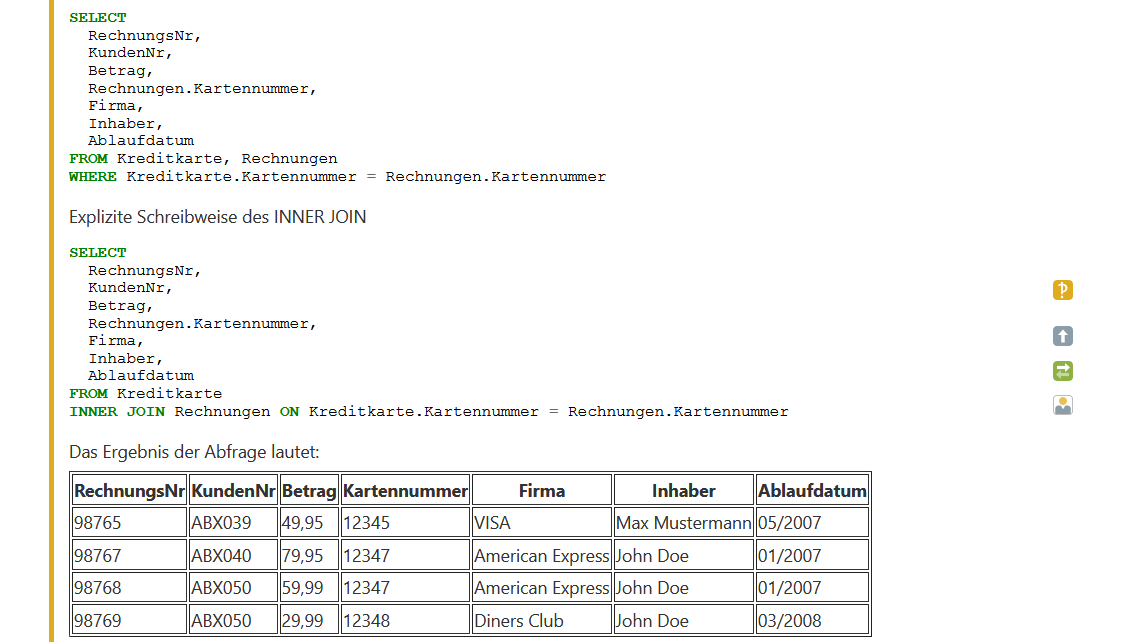 SELECT
RechnungsNr,
KundenNr,
Betrag,
Rechnungen.Kartennummer,
Firma,
Inhaber,
Ablaufdatum
FROM Kreditkarte, Rechnungen
WHERE Kreditkarte.Kartennummer = Rechnungen.Kartennummer
Explizite Schreibweise des INNER JOIN
SELECT
RechnungsNr,
KundenNr,
Betrag,
Rechnungen.Kartennummer,
Firma,
Inhaber,
Ablaufdatum
FROM Kreditkarte
INNER JOIN Rechnungen ON Kreditkarte.Kartennummer = Rechnungen.Kartennummer
Das Ergebnis der Abfrage lautet:
RechnungsNr KundenNr Betrag Kartennummer Firma Inhaber Ablaufdatum
98765 ABX039 49,95 12345 VISA Max Mustermann 05/2007
98767 ABX040 79,95 12347 American Express John Doe 01/2007
98768 ABX050 59,99 12347 American Express John Doe 01/2007
98769 ABX050 29,99 12348 Diners Club John Doe 03/2008